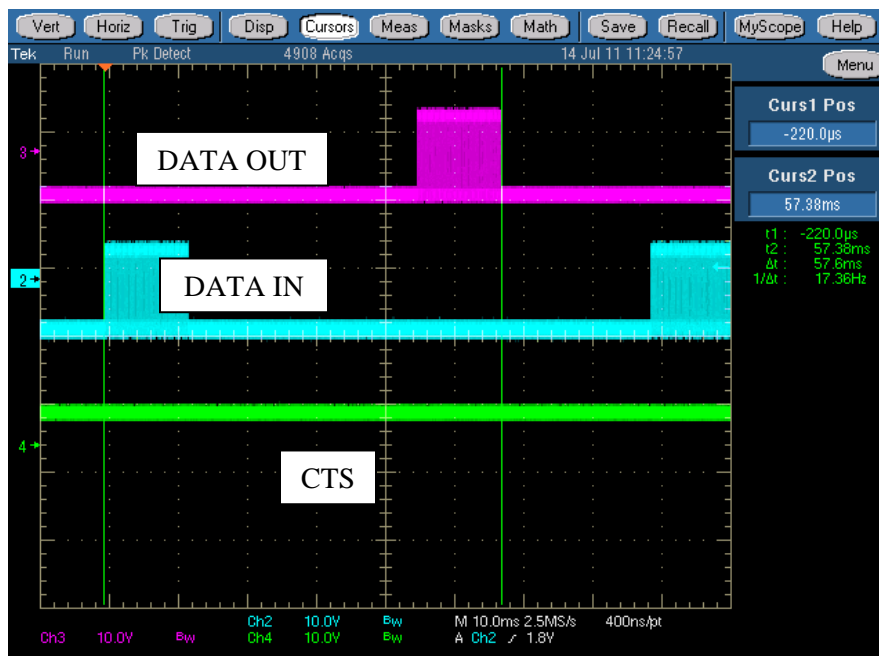 Vert Horiz Trig Disp Cursors Meas Masks Math Save Recall MyScope Help
Tek Run Pk Detect 4908 Acqs 14 Jul 11 11:24:57
Menu
Curs1 Pos
-220.0µs
Curs2 Pos
57.38ms
t1: -220.0µs
t2: 57.38ms
Δt: 57.6ms
1/Δt: 17.36Hz
3
DATA OUT
2
DATA IN
4
CTS
Ch2 10.0V Bw M 10.0ms 2.5MS/s 400ns/pt
Ch3 10.0V Bw Ch4 10.0V Bw A Ch2 1.8V